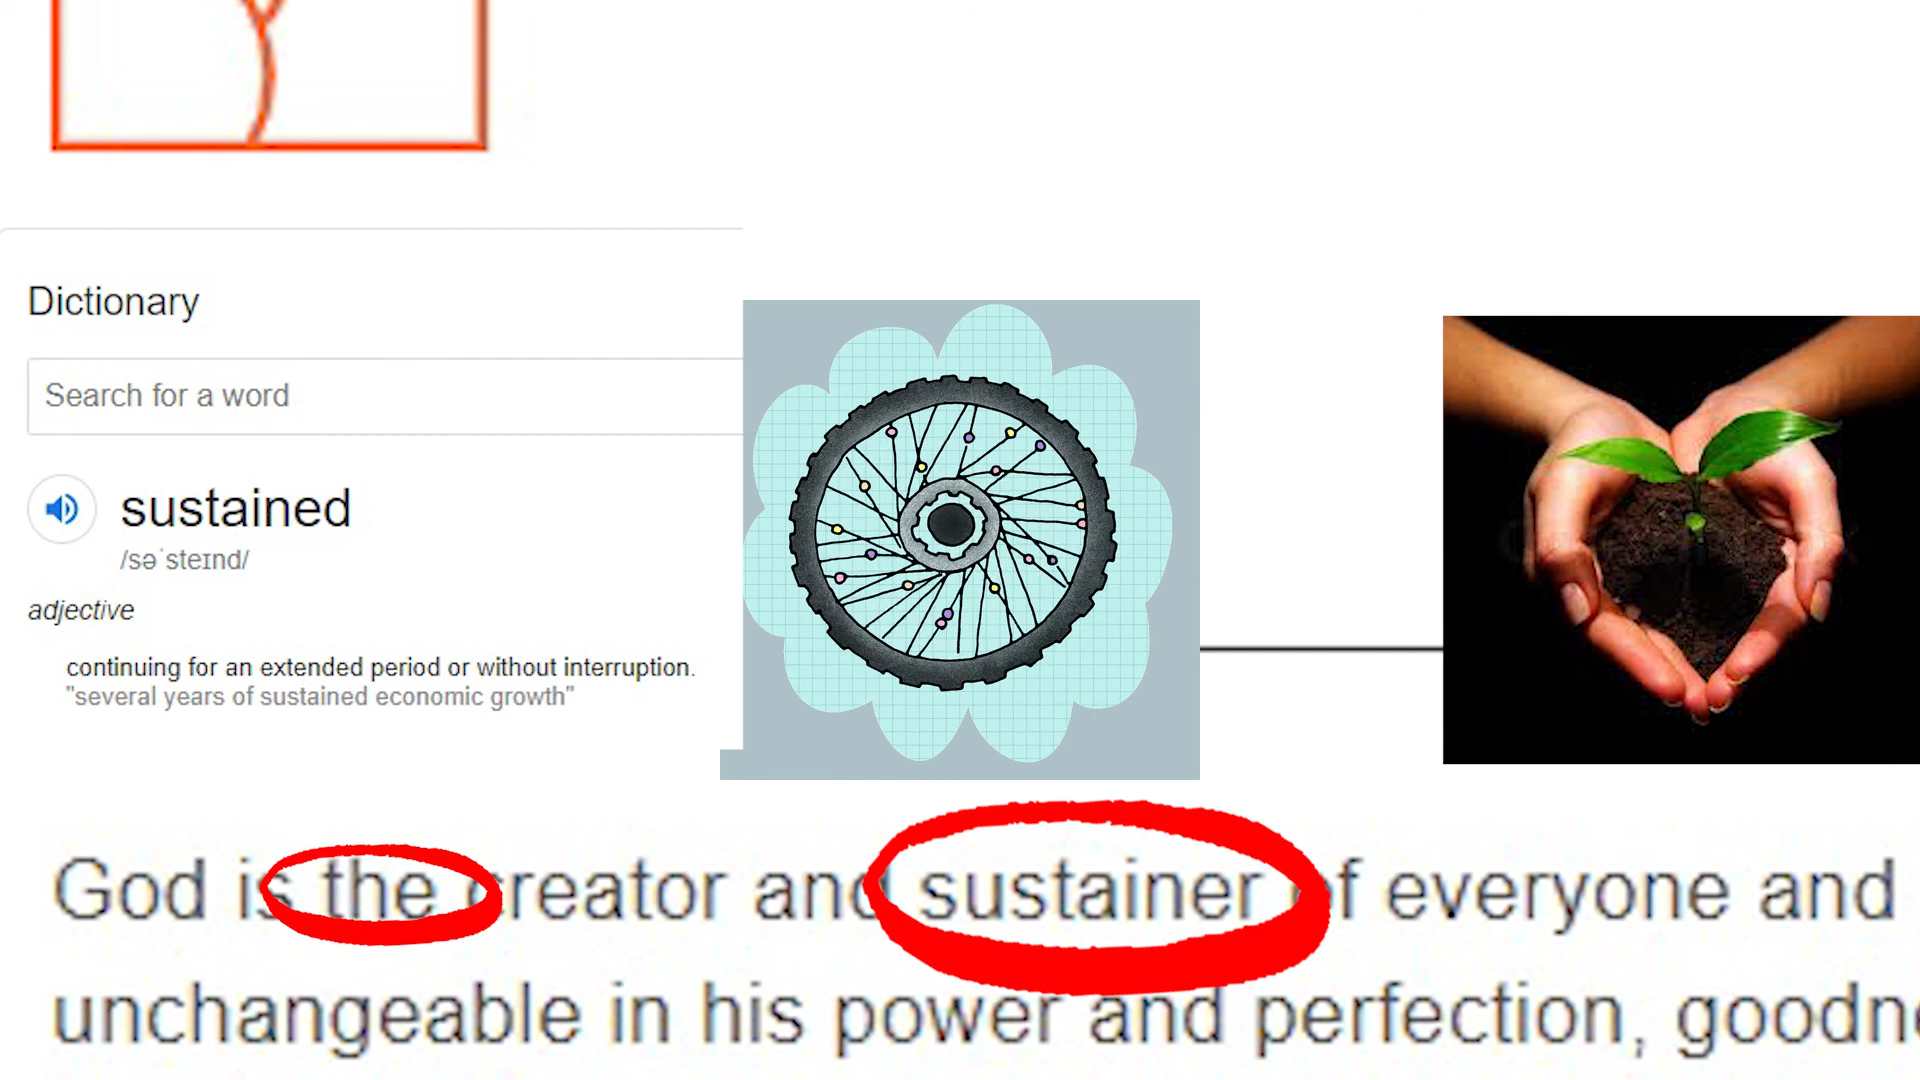 Dictionary
Search for a word
sustained
/səˈsteɪnd/
adjective
continuing for an extended period or without interruption.
"several years of sustained economic growth"
God is the creator and sustainer of everyone and
unchangeable in his power and perfection, goodn